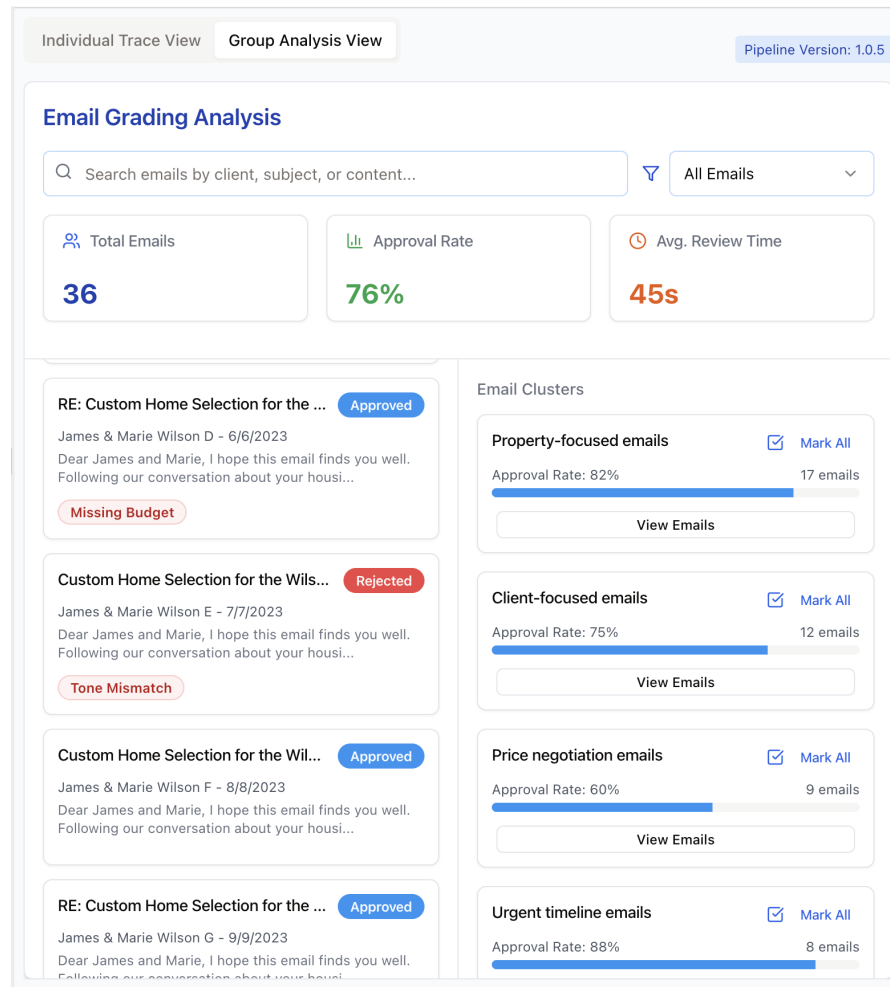 Individual Trace View
Group Analysis View
Pipeline Version: 1.0.5
Email Grading Analysis
Search emails by client, subject, or content...
All Emails
Total Emails
36
Approval Rate
76%
Avg. Review Time
45s
RE: Custom Home Selection for the ...
Approved
James & Marie Wilson D - 6/6/2023
Dear James and Marie, I hope this email finds you well.
Following our conversation about your housi...
Missing Budget
Custom Home Selection for the Wils...
Rejected
James & Marie Wilson E - 7/7/2023
Dear James and Marie, I hope this email finds you well.
Following our conversation about your housi...
Tone Mismatch
Custom Home Selection for the Wil...
Approved
James & Marie Wilson F - 8/8/2023
Dear James and Marie, I hope this email finds you well.
Following our conversation about your housi...
RE: Custom Home Selection for the ...
Approved
James & Marie Wilson G - 9/9/2023
Dear James and Marie, I hope this email finds you well.
Following our conversation about your housi
Email Clusters
Property-focused emails
Mark All
Approval Rate: 82%
17 emails
View Emails
Client-focused emails
Mark All
Approval Rate: 75%
12 emails
View Emails
Price negotiation emails
Mark All
Approval Rate: 60%
9 emails
View Emails
Urgent timeline emails
Mark All
Approval Rate: 88%
8 emails